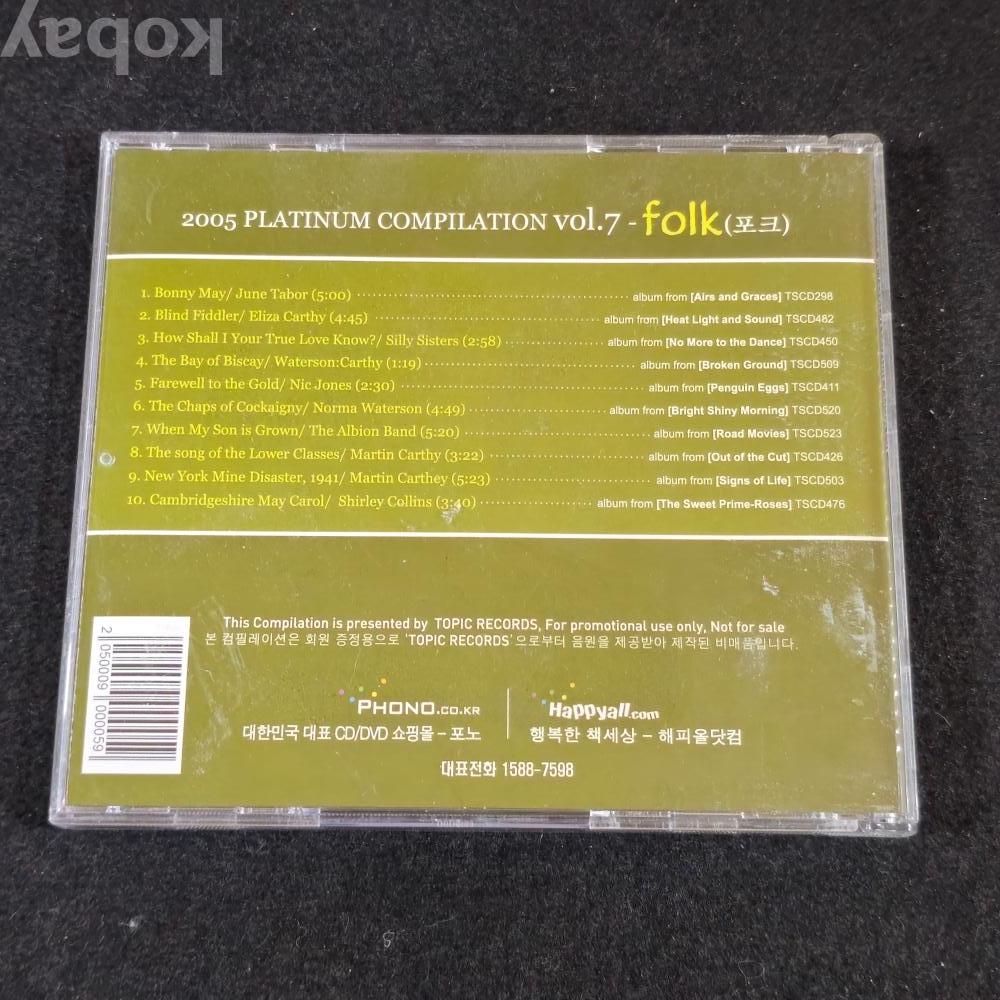 kobay
2005 PLATINUM COMPILATION vol.7 - folk (포크)
1. Bonny May/ June Tabor (5:00) album from [Airs and Graces] TSCD298
2. Blind Fiddler/ Eliza Carthy (4:45) album from [Heat Light and Sound] TSCD482
3. How Shall I Your True Love Know?/ Silly Sisters (2:58) album from [No More to the Dance] TSCD450
4. The Bay of Biscay/ Waterson:Carthy (1:19) album from [Broken Ground] TSCD509
5. Farewell to the Gold/ Nic Jones (2:30) album from [Penguin Eggs] TSCD411
6. The Chaps of Cockaigny/ Norma Waterson (4:49) album from [Bright Shiny Morning] TSCD520
7. When My Son is Grown/ The Albion Band (5:20) album from [Road Movies] TSCD523
8. The song of the Lower Classes/ Martin Carthy (3:22) album from [Out of the Cut] TSCD426
9. New York Mine Disaster, 1941/ Martin Carthey (5:23) album from [Signs of Life] TSCD503
10. Cambridgeshire May Carol/ Shirley Collins (3:40) album from [The Sweet Prime-Roses] TSCD476
This Compilation is presented by TOPIC RECORDS, For promotional use only, Not for sale
본 컴필레이션은 회원 증정용으로 'TOPIC RECORDS'으로부터 음원을 제공받아 제작된 비매품입니다.
2 050009 000059
PHONO.CO.KR
대한민국 대표 CD/DVD 쇼핑몰 - 포노
Happyall.com
행복한 책세상 - 해피올닷컴
대표전화 1588-7598